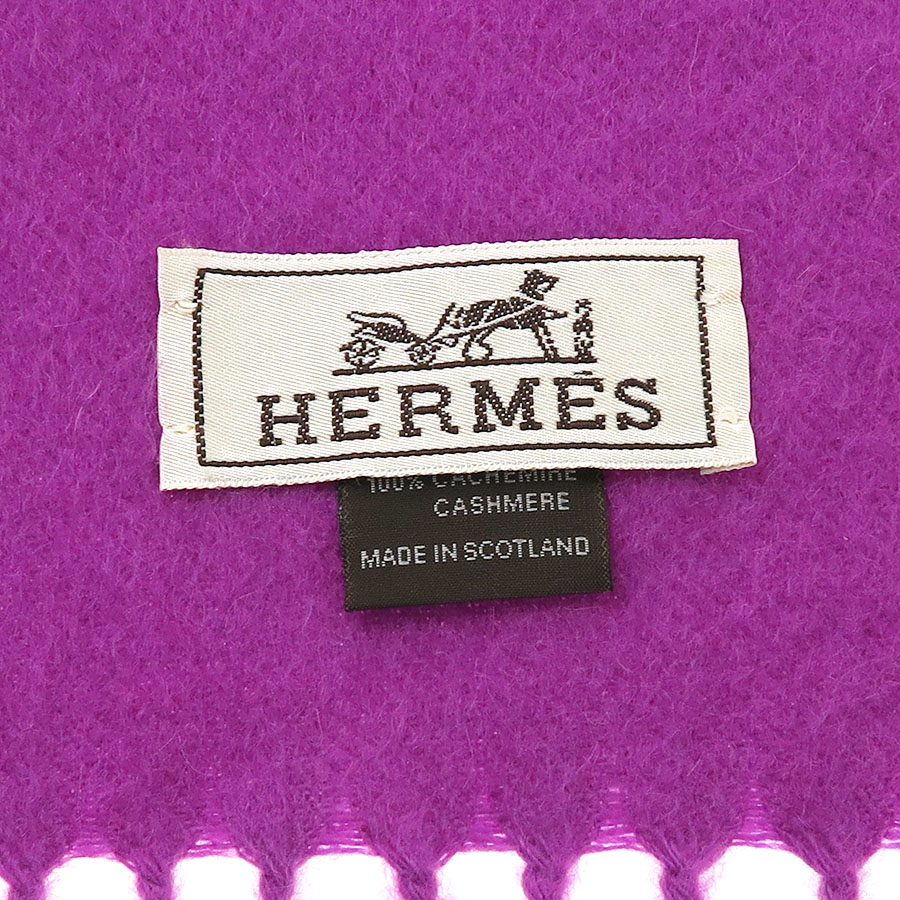 HERMÈS
100% CACHEMIRE
CASHMERE
MADE IN SCOTLAND